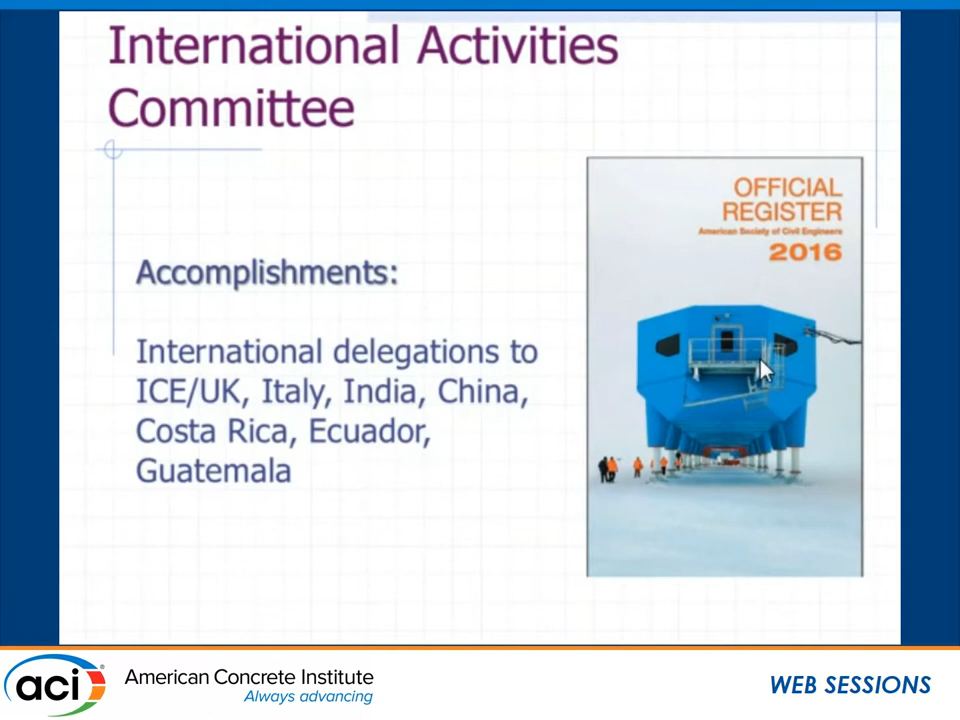 International Activities
Committee
OFFICIAL
REGISTER
American Society of Civil Engineers
2016
Accomplishments:
International delegations to
ICE/UK, Italy, India, China,
Costa Rica, Ecuador,
Guatemala
aci®
American Concrete Institute
Always advancing
WEB SESSIONS